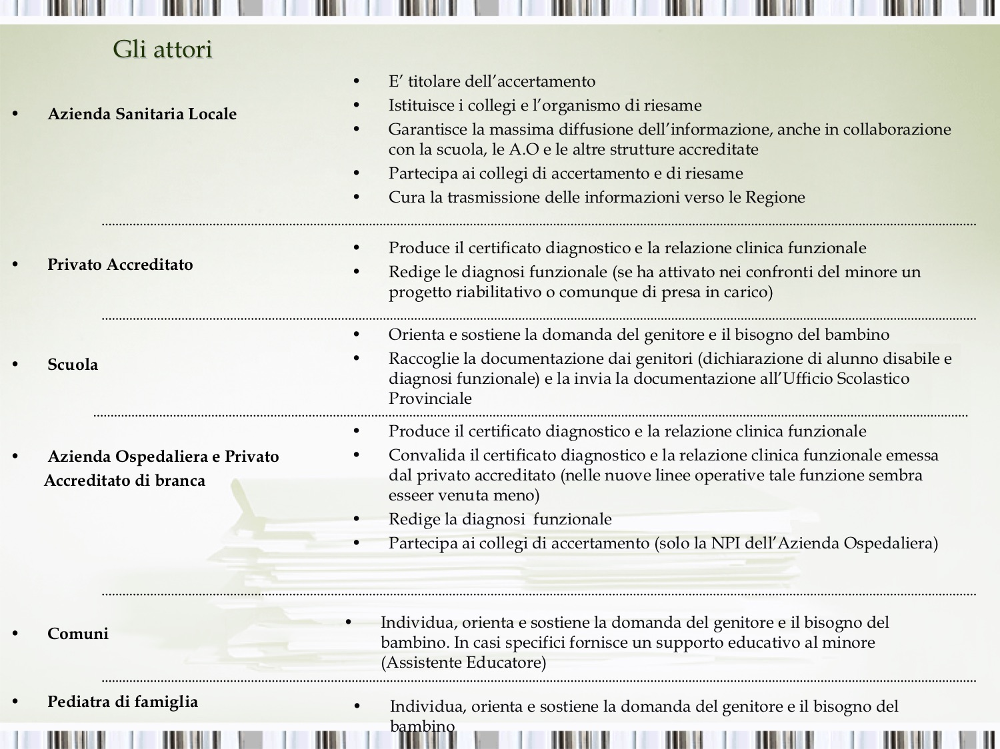 Gli attori
• Azienda Sanitaria Locale
• E’ titolare dell’accertamento
• Istituisce i collegi e l’organismo di riesame
• Garantisce la massima diffusione dell’informazione, anche in collaborazione
con la scuola, le A.O e le altre strutture accreditate
• Partecipa ai collegi di accertamento e di riesame
• Cura la trasmissione delle informazioni verso le Regione
• Privato Accreditato
• Produce il certificato diagnostico e la relazione clinica funzionale
• Redige le diagnosi funzionale (se ha attivato nei confronti del minore un
progetto riabilitativo o comunque di presa in carico)
• Scuola
• Orienta e sostiene la domanda del genitore e il bisogno del bambino
• Raccoglie la documentazione dai genitori (dichiarazione di alunno disabile e
diagnosi funzionale) e la invia la documentazione all’Ufficio Scolastico
Provinciale
• Azienda Ospedaliera e Privato
Accreditato di branca
• Produce il certificato diagnostico e la relazione clinica funzionale
• Convalida il certificato diagnostico e la relazione clinica funzionale emessa
dal privato accreditato (nelle nuove linee operative tale funzione sembra
esseer venuta meno)
• Redige la diagnosi  funzionale
• Partecipa ai collegi di accertamento (solo la NPI dell’Azienda Ospedaliera)
• Comuni
• Individua, orienta e sostiene la domanda del genitore e il bisogno del
bambino. In casi specifici fornisce un supporto educativo al minore
(Assistente Educatore)
• Pediatra di famiglia
• Individua, orienta e sostiene la domanda del genitore e il bisogno del
bambino